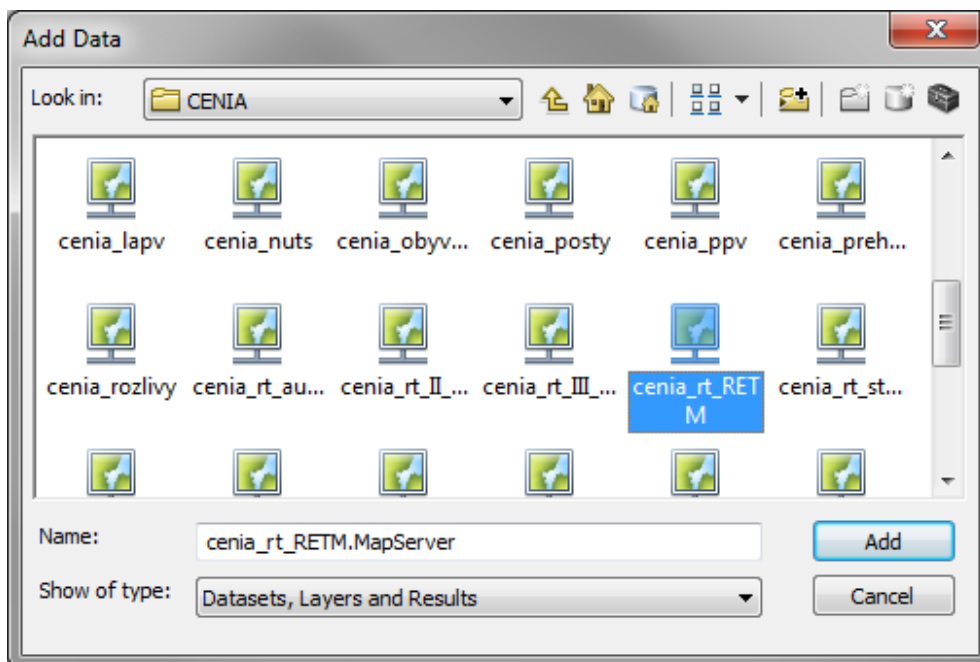 Add Data
Look in: CENIA
cenia_lapv cenia_nuts cenia_obyv... cenia_posty cenia_ppv cenia_preh...
cenia_rozlivy cenia_rt_au... cenia_rt_II_... cenia_rt_III_... cenia_rt_RET cenia_rt_st...
M
Name: cenia_rt_RETM.MapServer Add
Show of type: Datasets, Layers and Results Cancel